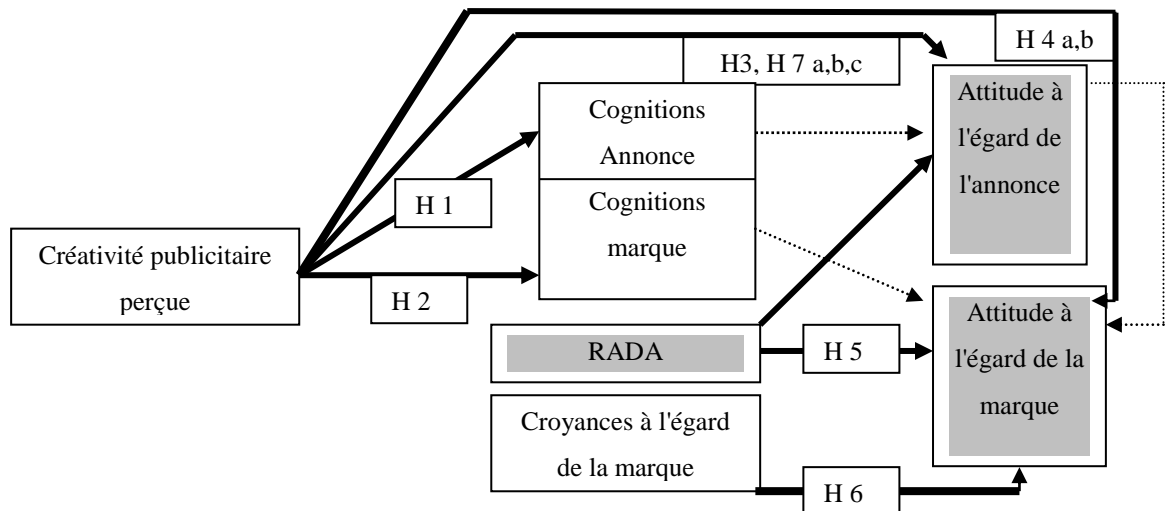 H 4 a,b
H3, H 7 a,b,c
Cognitions
Annonce
Attitude à
l'égard de
l'annonce
H 1
Cognitions
marque
Créativité publicitaire
perçue
H 2
RADA
H 5
Attitude à
l'égard de la
marque
Croyances à l'égard
de la marque
H 6